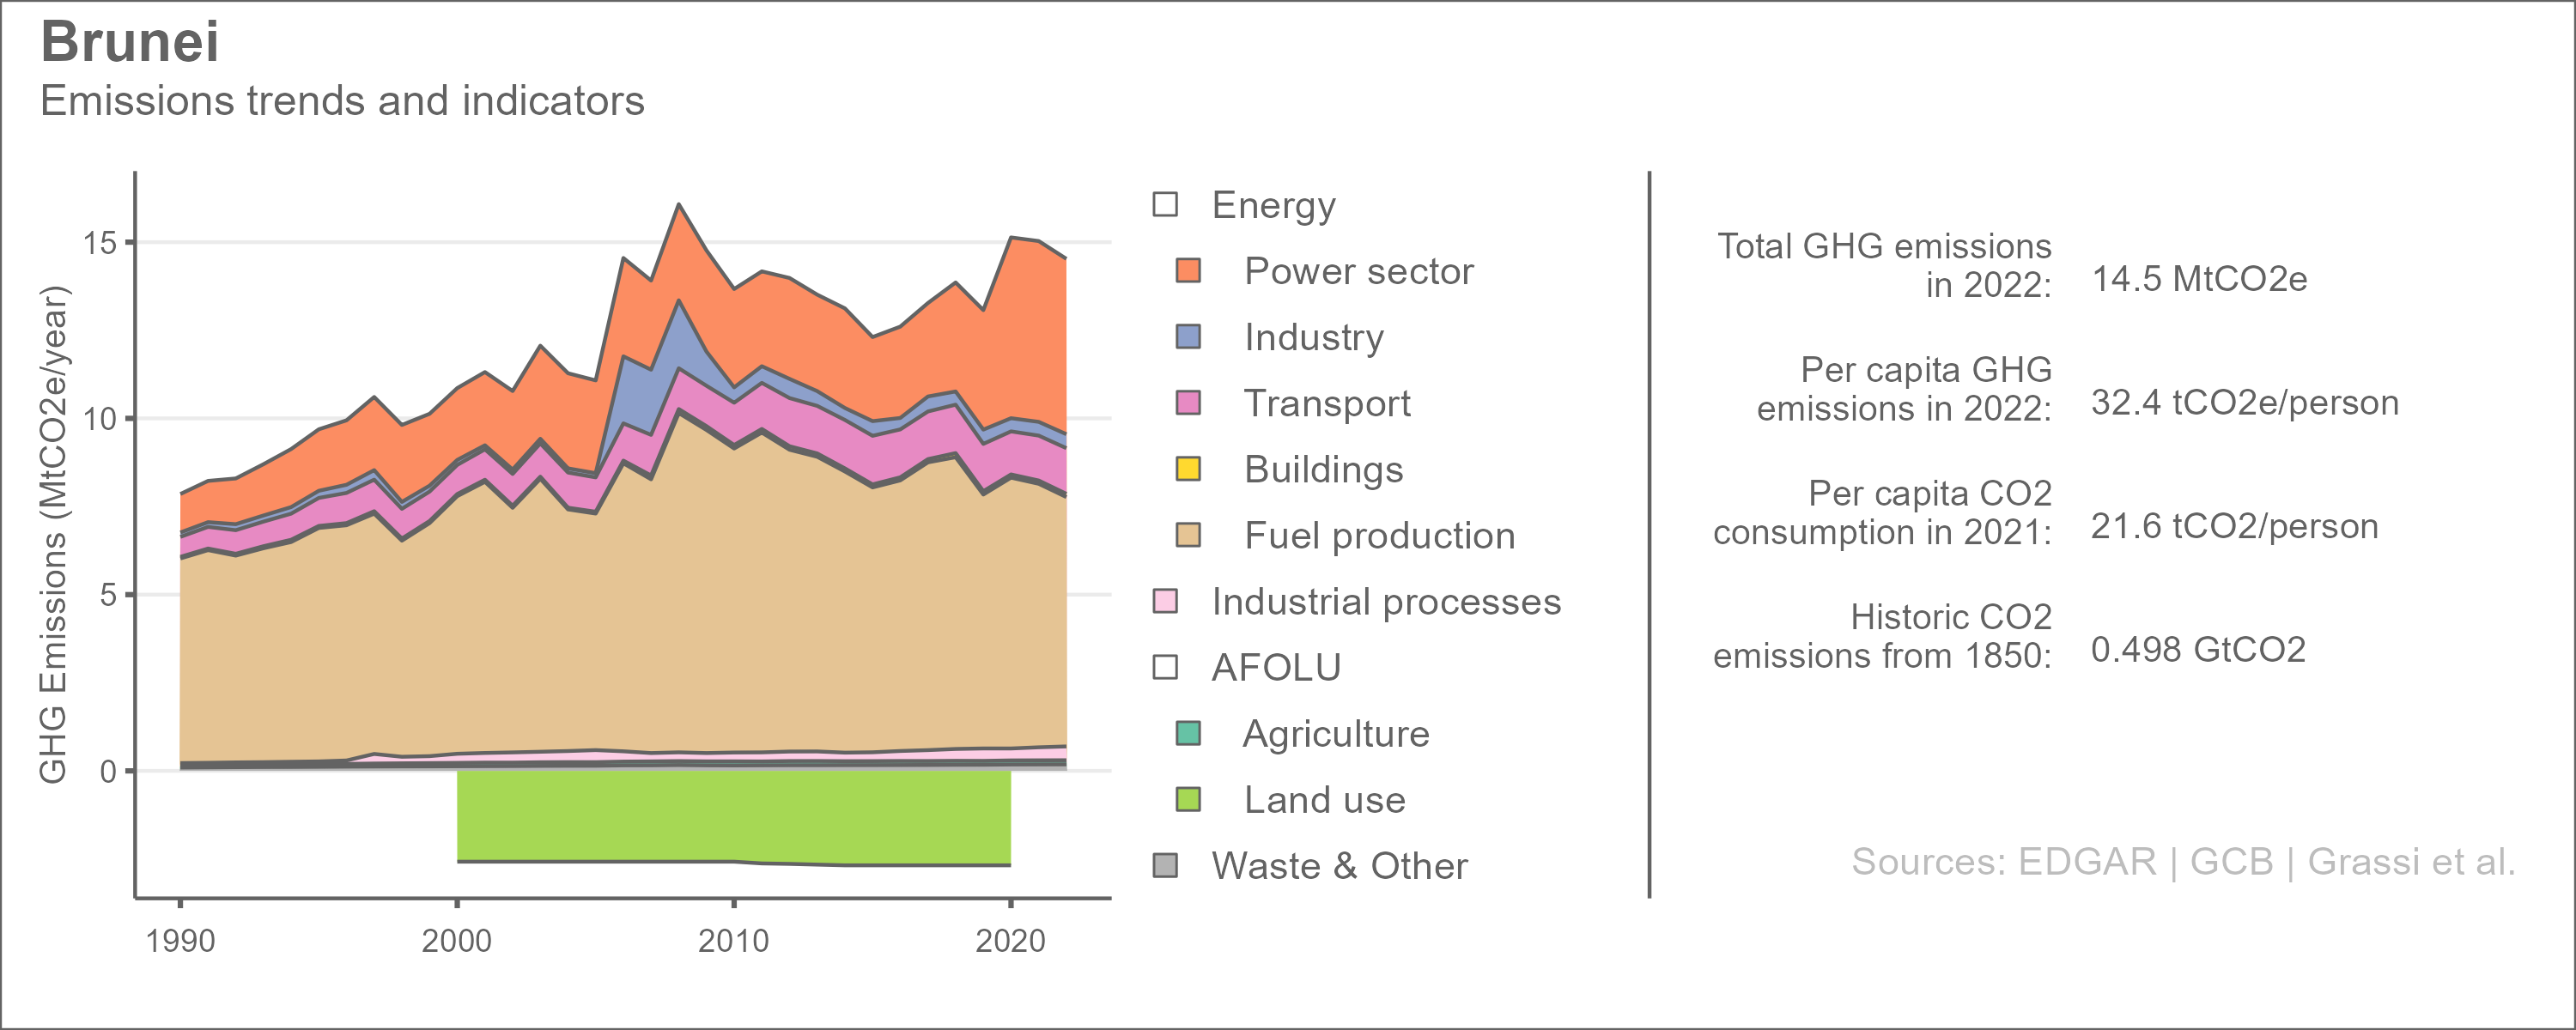 Brunei
Emissions trends and indicators
GHG Emissions (MtCO2e/year)
15
10
5
0
1990
2000
2010
2020
Energy
Power sector
Industry
Transport
Buildings
Fuel production
Industrial processes
AFOLU
Agriculture
Land use
Waste & Other
Total GHG emissions
in 2022:
14.5 MtCO2e
Per capita GHG
emissions in 2022:
32.4 tCO2e/person
Per capita CO2
consumption in 2021:
21.6 tCO2/person
Historic CO2
emissions from 1850:
0.498 GtCO2
Sources: EDGAR | GCB | Grassi et al.